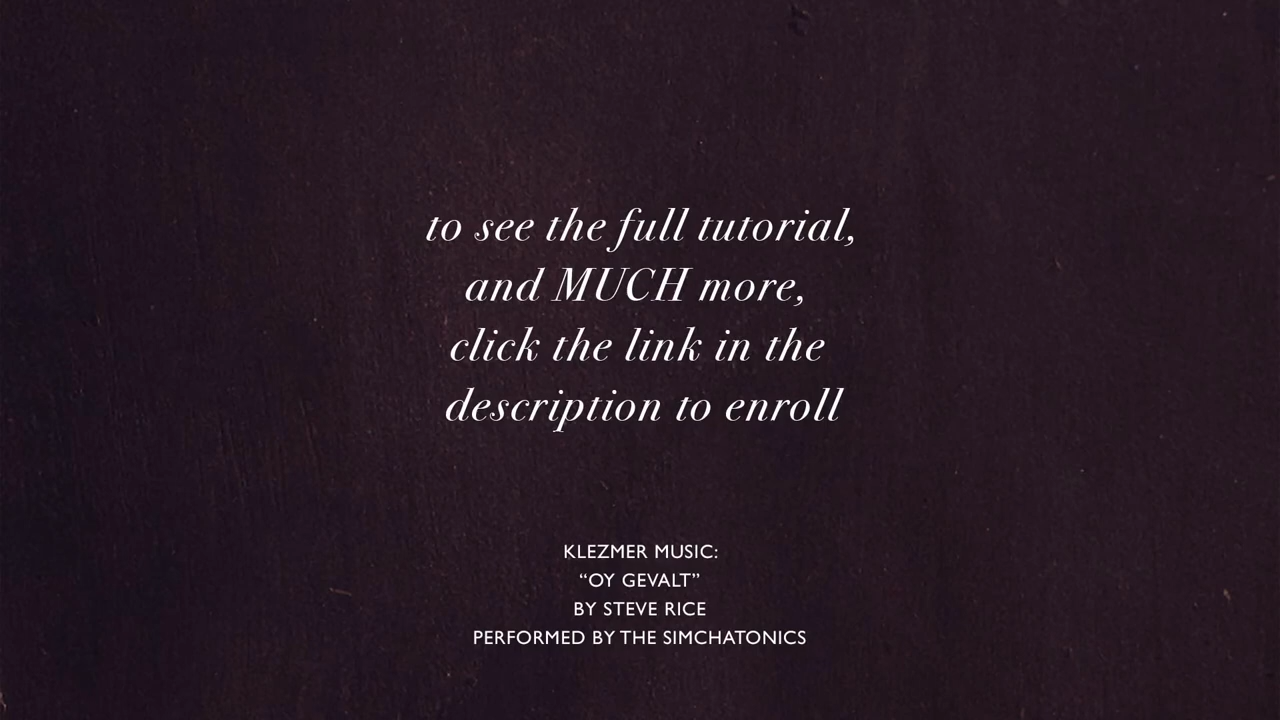 to see the full tutorial,
and MUCH more,
click the link in the
description to enroll
KLEZMER MUSIC:
“OY GEVALT”
BY STEVE RICE
PERFORMED BY THE SIMCHATONICS